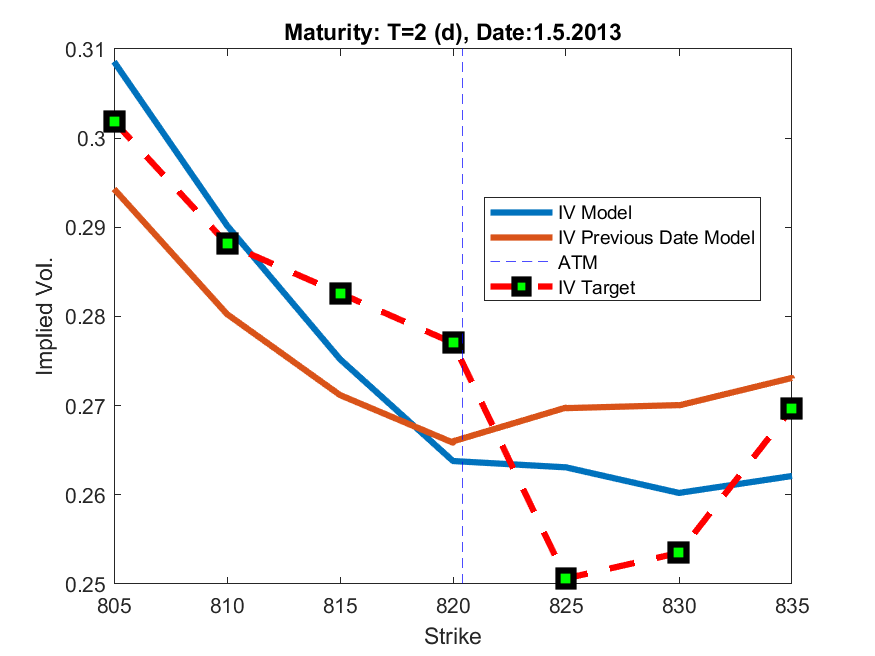 Maturity: T=2 (d), Date:1.5.2013
0.31
0.3
0.29
0.28
0.27
0.26
0.25
Implied Vol.
IV Model
IV Previous Date Model
ATM
IV Target
805 810 815 820 825 830 835
Strike